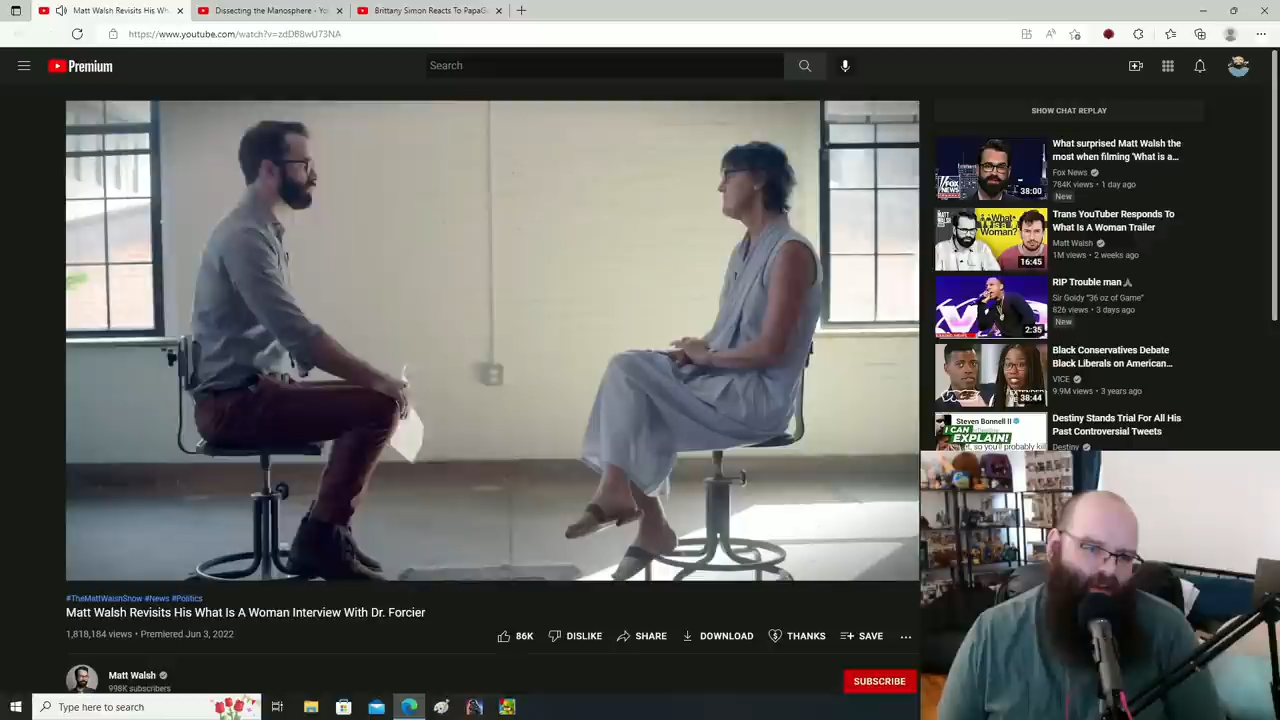 Matt Walsh Revisits His Wh
Dissecting the Manosphere - Yo
Brittany Simon Reacts To PapaG
https://www.youtube.com/watch?v=zdD88wU73NA
Premium
Search
SHOW CHAT REPLAY
What surprised Matt Walsh the
most when filming 'What is a...
Fox News
784K views • 1 day ago
New
38:00
Trans YouTuber Responds To
What Is A Woman Trailer
Matt Walsh
1M views • 2 weeks ago
16:45
RIP Trouble man
Sir Goidy "36 oz of Game"
826 views • 3 days ago
New
2:35
Black Conservatives Debate
Black Liberals on American...
VICE
9.9M views • 3 years ago
38:44
Destiny Stands Trial For All His
Past Controversial Tweets
Destiny
Steven Bonnell II
I CAN
EXPLAIN!
#TheMattWalshShow #News #Politics
Matt Walsh Revisits His What Is A Woman Interview With Dr. Forcier
1,818,184 views • Premiered Jun 3, 2022
86K DISLIKE SHARE DOWNLOAD THANKS SAVE
Matt Walsh
998K subscribers
SUBSCRIBE
Type here to search